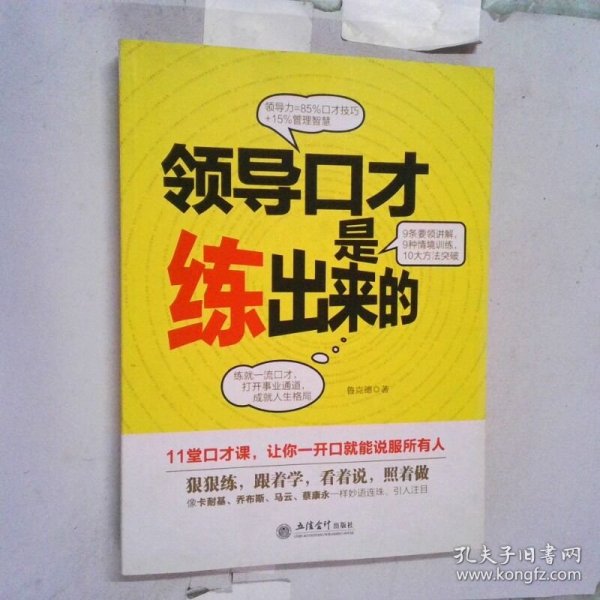 领导力=85%口才技巧
+15%管理智慧
领导口才
是
练出来的
9条要领讲解,
9种情境训练,
10大方法突破
练就一流口才,
打开事业通道,
成就人生格局
鲁克德◎著
11堂口才课,让你一开口就能说服所有人
狠狠练,跟着学,看着说,照着做
像卡耐基、乔布斯、马云、蔡康永一样妙语连珠、引人注目
立信会计出版社
孔夫子旧书网
www.kongfz.com